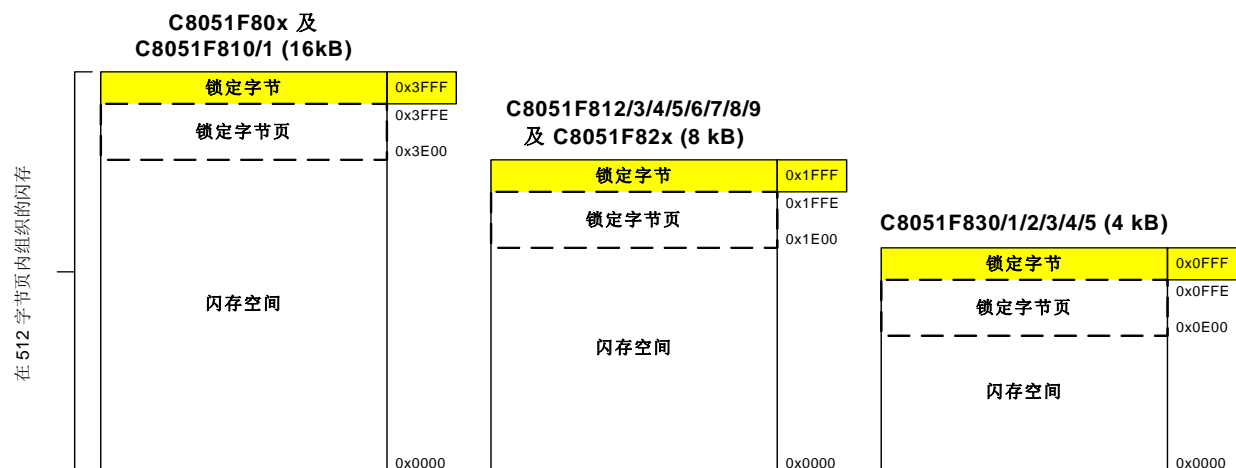 C8051F80x 及
C8051F810/1 (16kB)
锁定字节
0x3FFF
0x3FFE
锁定字节页
0x3E00
在 512 字节页内组织的闪存
闪存空间
0x0000
C8051F812/3/4/5/6/7/8/9
及 C8051F82x (8 kB)
锁定字节
0x1FFF
0x1FFE
锁定字节页
0x1E00
闪存空间
0x0000
C8051F830/1/2/3/4/5 (4 kB)
锁定字节
0x0FFF
0x0FFE
锁定字节页
0x0E00
闪存空间
0x0000